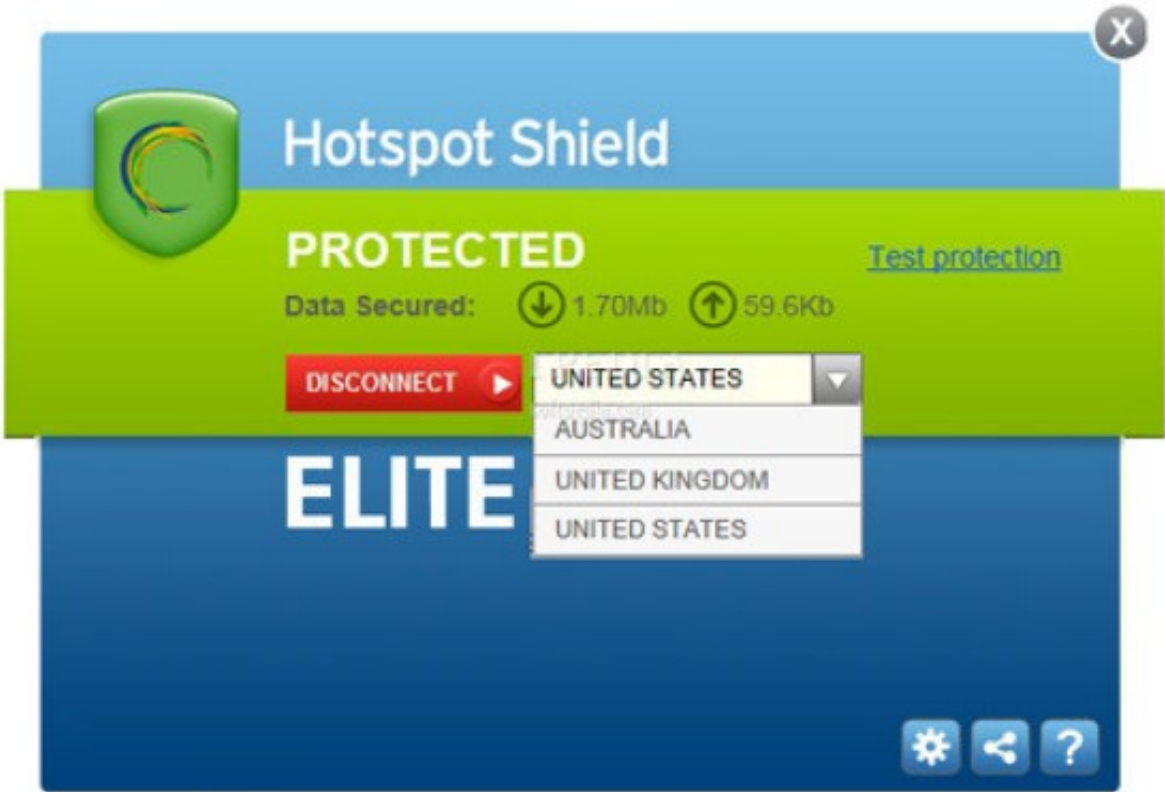 X
Hotspot Shield
PROTECTED
Test protection
Data Secured: 1.70Mb 59.6Kb
DISCONNECT
UNITED STATES
AUSTRALIA
UNITED KINGDOM
UNITED STATES
ELITE
?